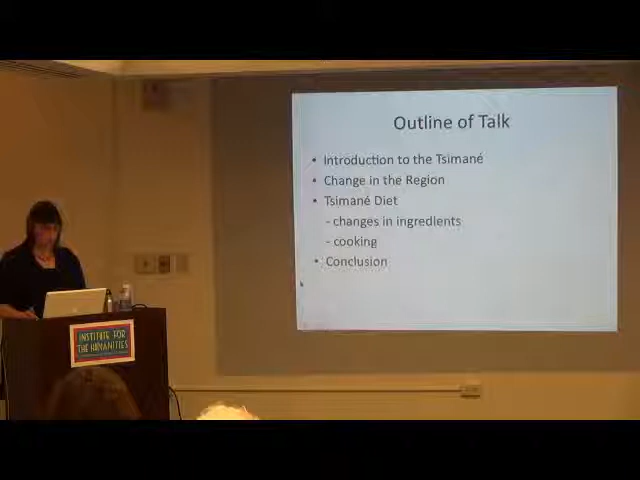 Outline of Talk
• Introduction to the Tsimané
• Change in the Region
• Tsimané Diet
- changes in ingredients
- cooking
• Conclusion
INSTITUTE FOR
THE HUMANITIES